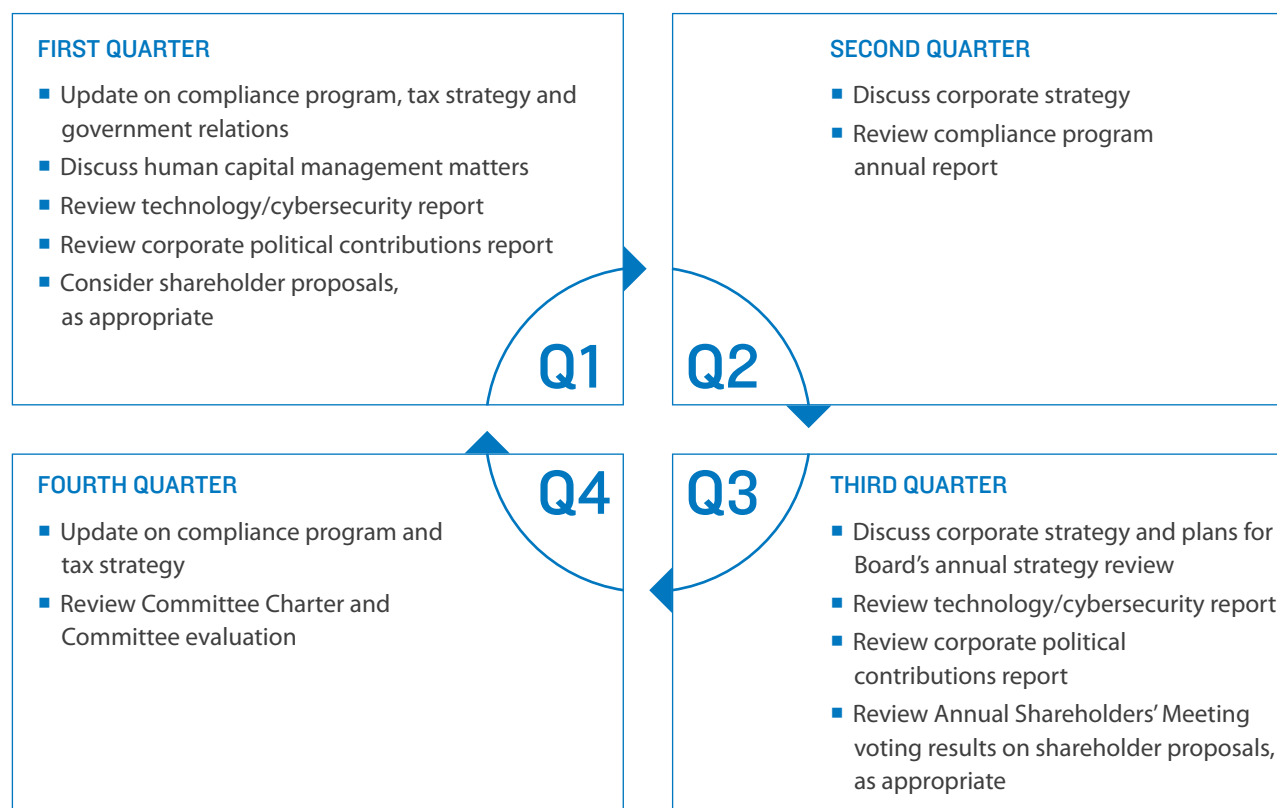 FIRST QUARTER
■ Update on compliance program, tax strategy and
government relations
■ Discuss human capital management matters
■ Review technology/cybersecurity report
■ Review corporate political contributions report
■ Consider shareholder proposals,
as appropriate
Q1
SECOND QUARTER
■ Discuss corporate strategy
■ Review compliance program
annual report
Q2
THIRD QUARTER
■ Discuss corporate strategy and plans for
Board’s annual strategy review
■ Review technology/cybersecurity report
■ Review corporate political
contributions report
■ Review Annual Shareholders’ Meeting
voting results on shareholder proposals,
as appropriate
Q3
FOURTH QUARTER
■ Update on compliance program and
tax strategy
■ Review Committee Charter and
Committee evaluation
Q4